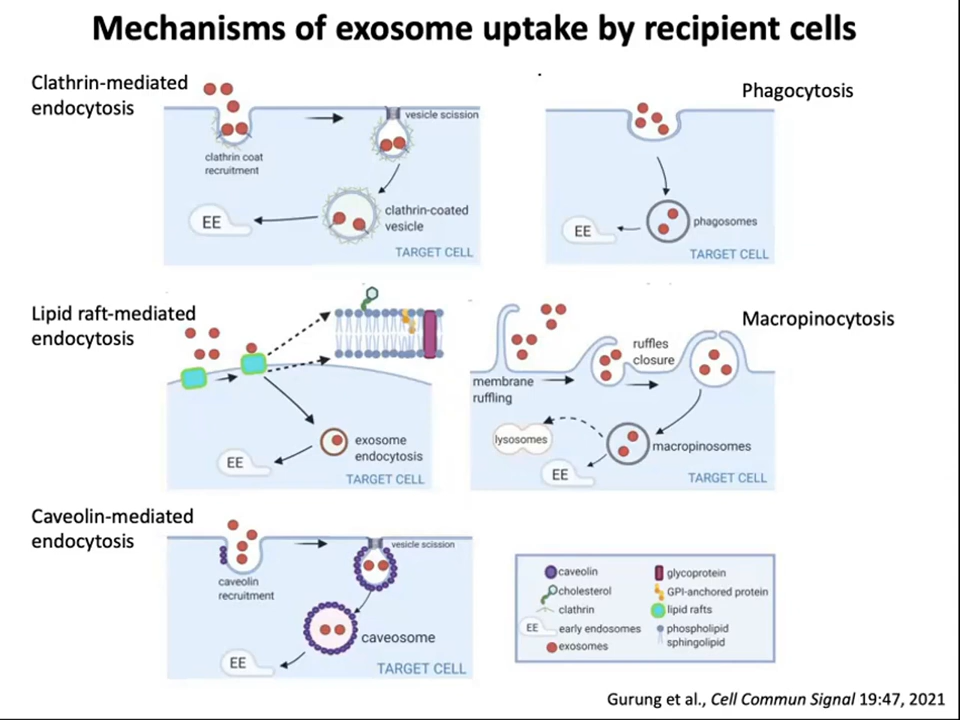 Mechanisms of exosome uptake by recipient cells
Clathrin-mediated
endocytosis
clathrin coat
recruitment
vesicle scission
clathrin-coated
vesicle
EE
TARGET CELL
Phagocytosis
phagosomes
EE
TARGET CELL
Lipid raft-mediated
endocytosis
exosome
endocytosis
EE
TARGET CELL
Macropinocytosis
membrane
ruffling
ruffles
closure
lysosomes
macropinosomes
EE
TARGET CELL
Caveolin-mediated
endocytosis
caveolin
recruitment
vesicle scission
caveosome
EE
TARGET CELL
caveolin
cholesterol
clathrin
EE early endosomes
exosomes
glycoprotein
GPI-anchored protein
lipid rafts
phospholipid
sphingolipid
Gurung et al., Cell Commun Signal 19:47, 2021